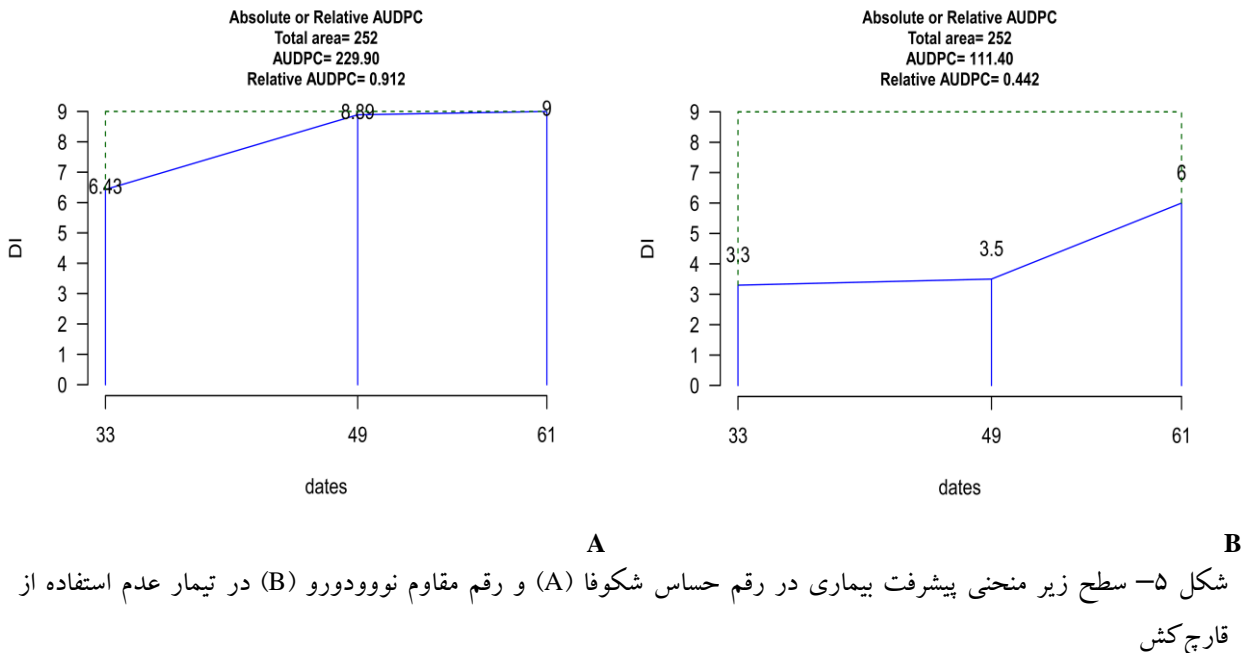 Absolute or Relative AUDPC
Total area= 252
AUDPC= 229.90
Relative AUDPC= 0.912
9
8
7
6
5
4
3
2
1
0
DI
6.43
8.89
9
33
49
61
dates
A
Absolute or Relative AUDPC
Total area= 252
AUDPC= 111.40
Relative AUDPC= 0.442
9
8
7
6
5
4
3
2
1
0
DI
3.3
3.5
6
33
49
61
dates
B
شکل ۵– سطح زیر منحنی پیشرفت بیماری در رقم حساس شکوفا (A) و رقم مقاوم نووودورو (B) در تیمار عدم استفاده از
قارچ‌کش